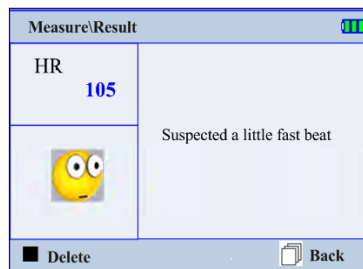 Measure\Result
HR
105
Suspected a little fast beat
Delete
Back